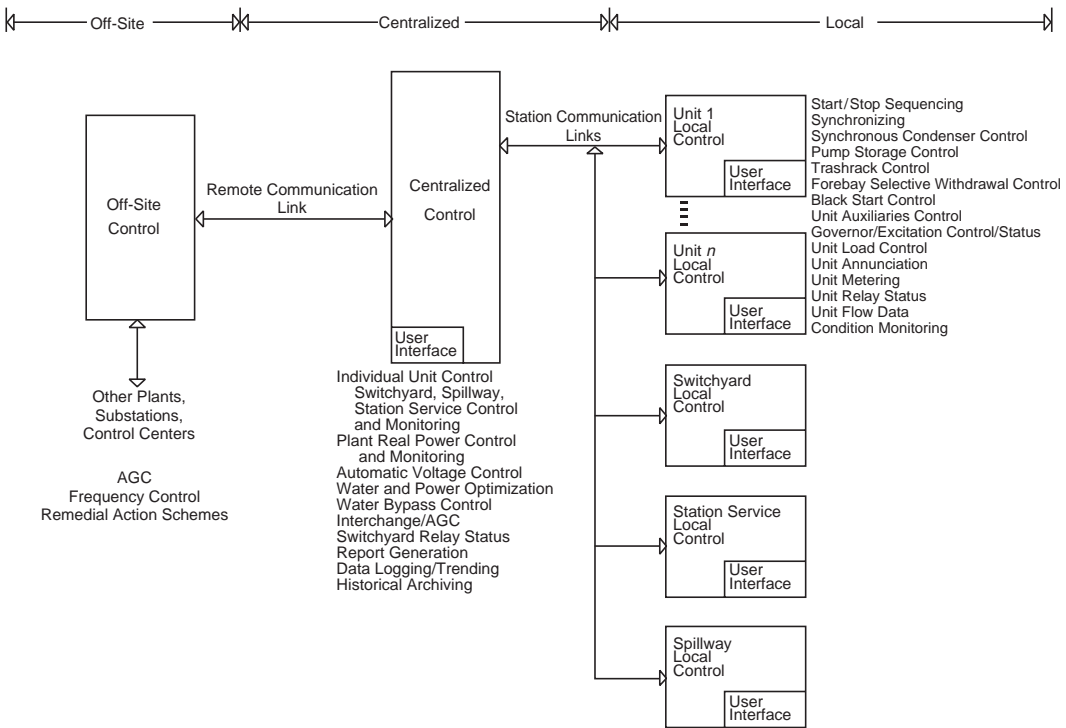 Off-Site
Centralized
Local
Off-Site
Control
Remote Communication
Link
Other Plants,
Substations,
Control Centers
AGC
Frequency Control
Remedial Action Schemes
Centralized
Control
User
Interface
Individual Unit Control
Switchyard, Spillway,
Station Service Control
and Monitoring
Plant Real Power Control
and Monitoring
Automatic Voltage Control
Water and Power Optimization
Water Bypass Control
Interchange/AGC
Switchyard Relay Status
Report Generation
Data Logging/Trending
Historical Archiving
Station Communication
Links
Unit 1
Local
Control
User
Interface
Unit n
Local
Control
User
Interface
Switchyard
Local
Control
User
Interface
Station Service
Local
Control
User
Interface
Spillway
Local
Control
User
Interface
Start/Stop Sequencing
Synchronizing
Synchronous Condenser Control
Pump Storage Control
Trashrack Control
Forebay Selective Withdrawal Control
Black Start Control
Unit Auxiliaries Control
Governor/Excitation Control/Status
Unit Load Control
Unit Annunciation
Unit Metering
Unit Relay Status
Unit Flow Data
Condition Monitoring